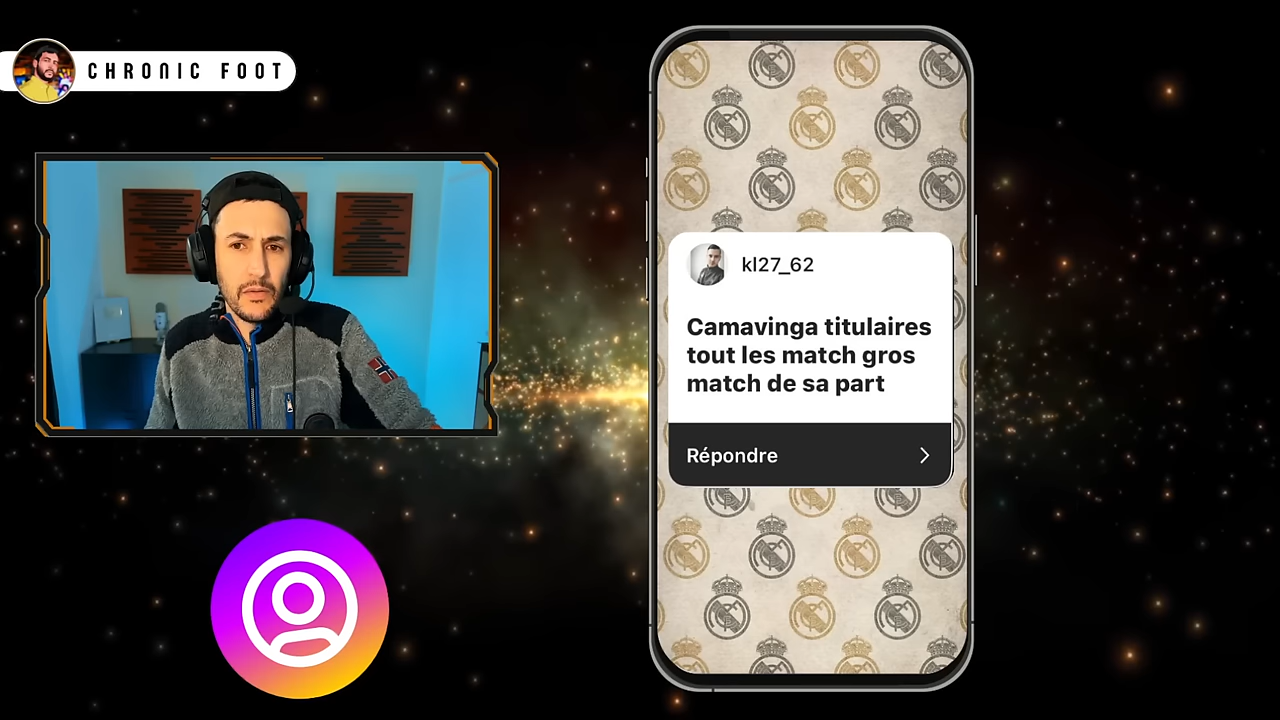 CHRONIC FOOT
kl27_62
Camavinga titulaires
tout les match gros
match de sa part
Répondre